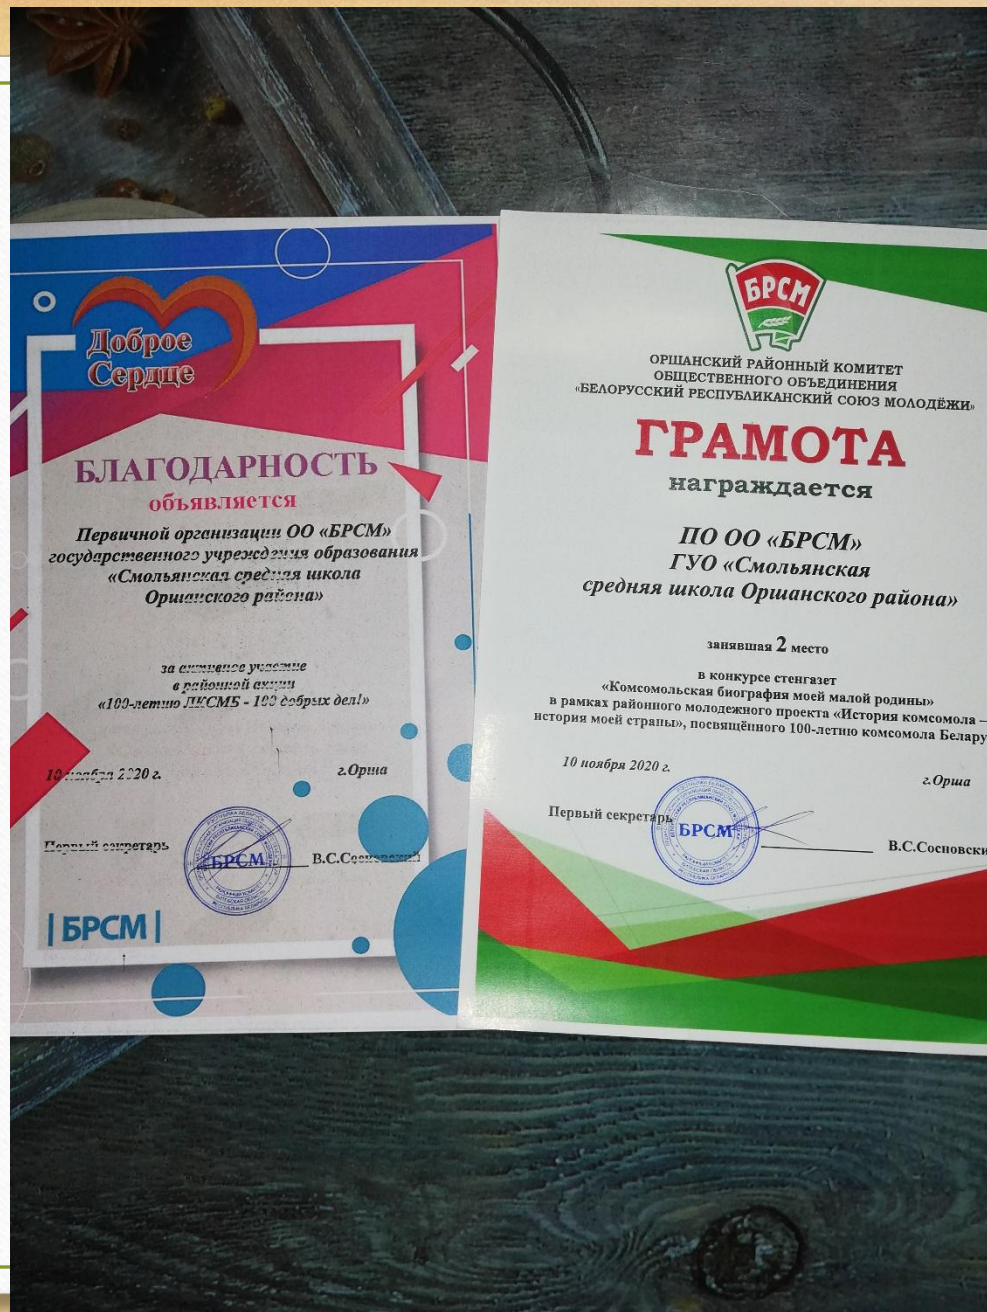 Доброе
Сердце
БЛАГОДАРНОСТЬ
объявляется
Первичной организации ОО «БРСМ»
государственного учреждения образования
«Смольянская средняя школа
Оршанского района»
за активное участие
в районной акции
«100-летию ЛКСМБ - 100 добрых дел!»
10 ноября 2020 г.
г.Орша
Первый секретарь
БРСМ
В.С.Сосновский
|БРСМ|
БРСМ
ОРШАНСКИЙ РАЙОННЫЙ КОМИТЕТ
ОБЩЕСТВЕННОГО ОБЪЕДИНЕНИЯ
«БЕЛОРУССКИЙ РЕСПУБЛИКАНСКИЙ СОЮЗ МОЛОДЁЖИ»
ГРАМОТА
награждается
ПО ОО «БРСМ»
ГУО «Смольянская
средняя школа Оршанского района»
занявшая 2 место
в конкурсе стенгазет
«Комсомольская биография моей малой родины»
в рамках районного молодежного проекта «История комсомола –
история моей страны», посвящённого 100-летию комсомола Белару
10 ноября 2020 г.
г.Орша
Первый секретарь
БРСМ
В.С.Сосновски